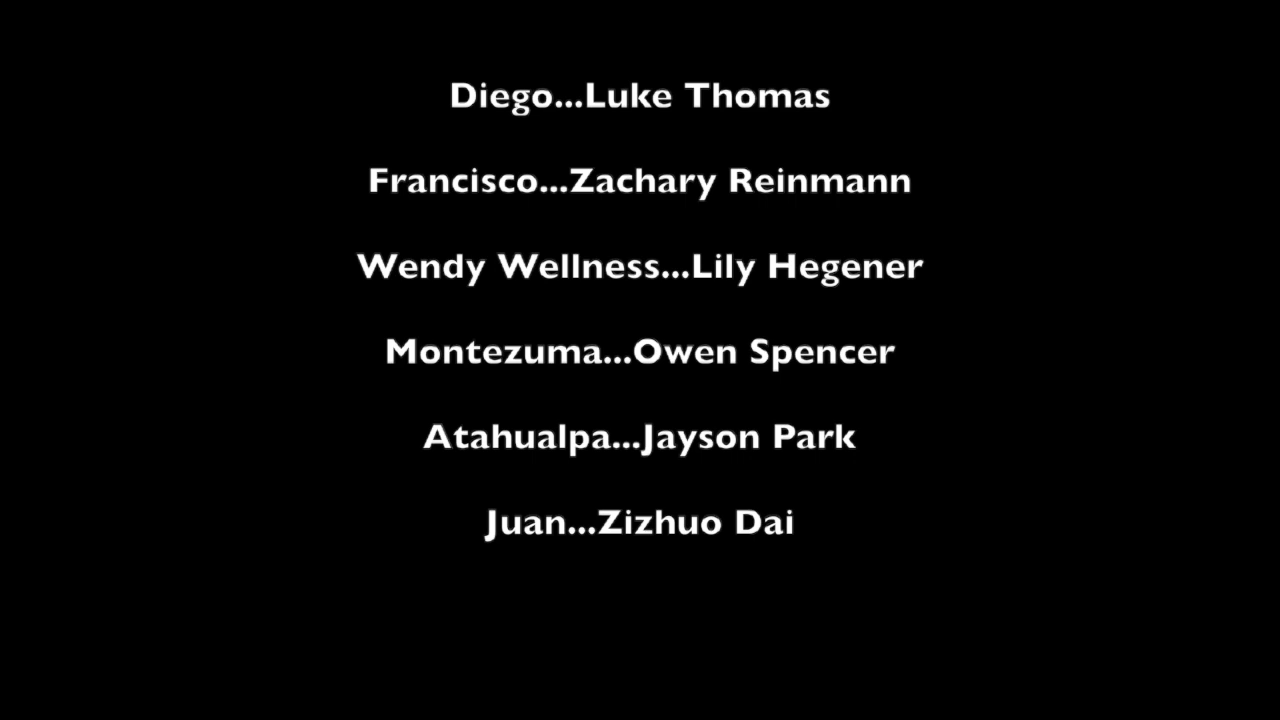 Diego...Luke Thomas
Francisco...Zachary Reinmann
Wendy Wellness...Lily Hegener
Montezuma...Owen Spencer
Atahualpa...Jayson Park
Juan...Zizhuo Dai